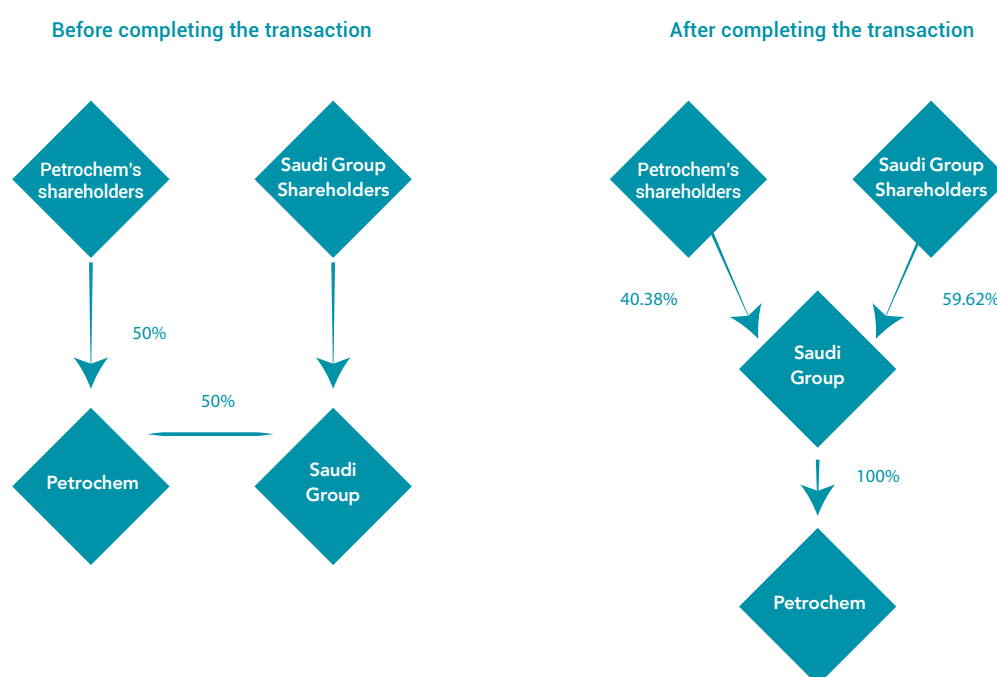 Before completing the transaction
Petrochem's
shareholders
Saudi Group
Shareholders
50%
50%
Petrochem
Saudi
Group
After completing the transaction
Petrochem's
shareholders
Saudi Group
Shareholders
40.38%
59.62%
Saudi
Group
100%
Petrochem